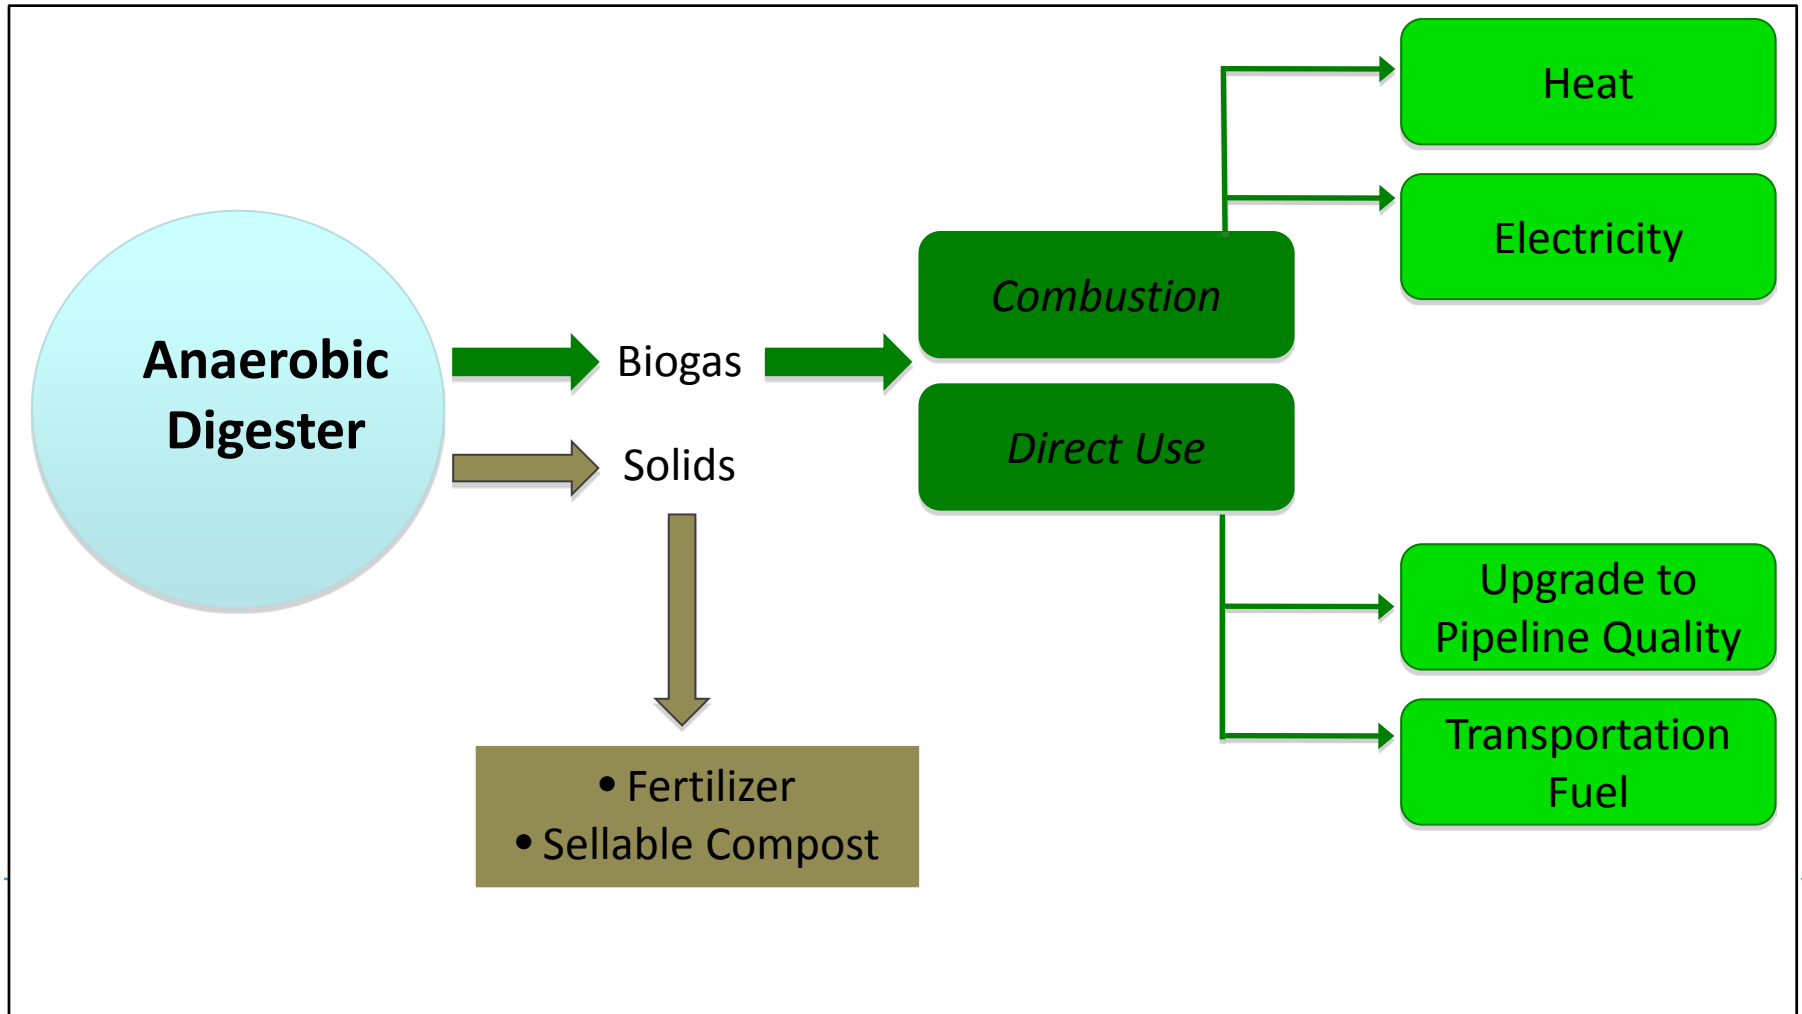 Anaerobic
Digester
Biogas
Solids
• Fertilizer
• Sellable Compost
Combustion
Direct Use
Heat
Electricity
Upgrade to
Pipeline Quality
Transportation
Fuel